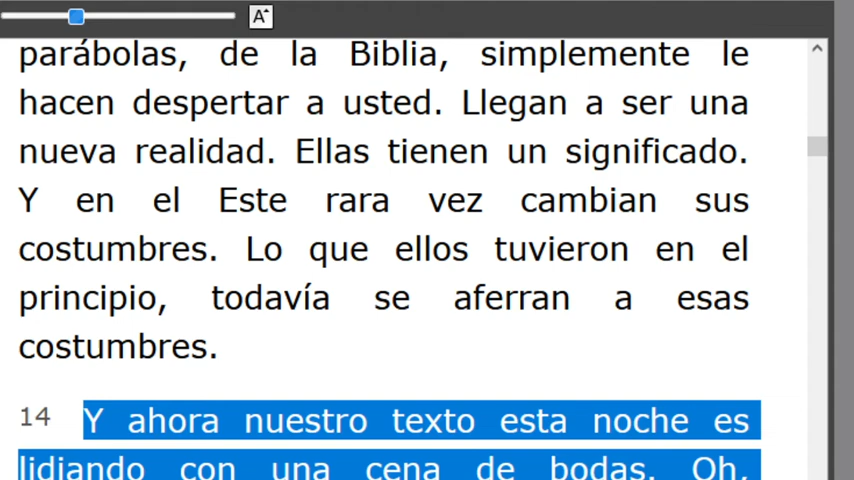 A
parábolas, de la Biblia, simplemente le
hacen despertar a usted. Llegan a ser una
nueva realidad. Ellas tienen un significado.
Y en el Este rara vez cambian sus
costumbres. Lo que ellos tuvieron en el
principio, todavía se aferran a esas
costumbres.
14 Y ahora nuestro texto esta noche es
lidiando con una cena de bodas. Oh,